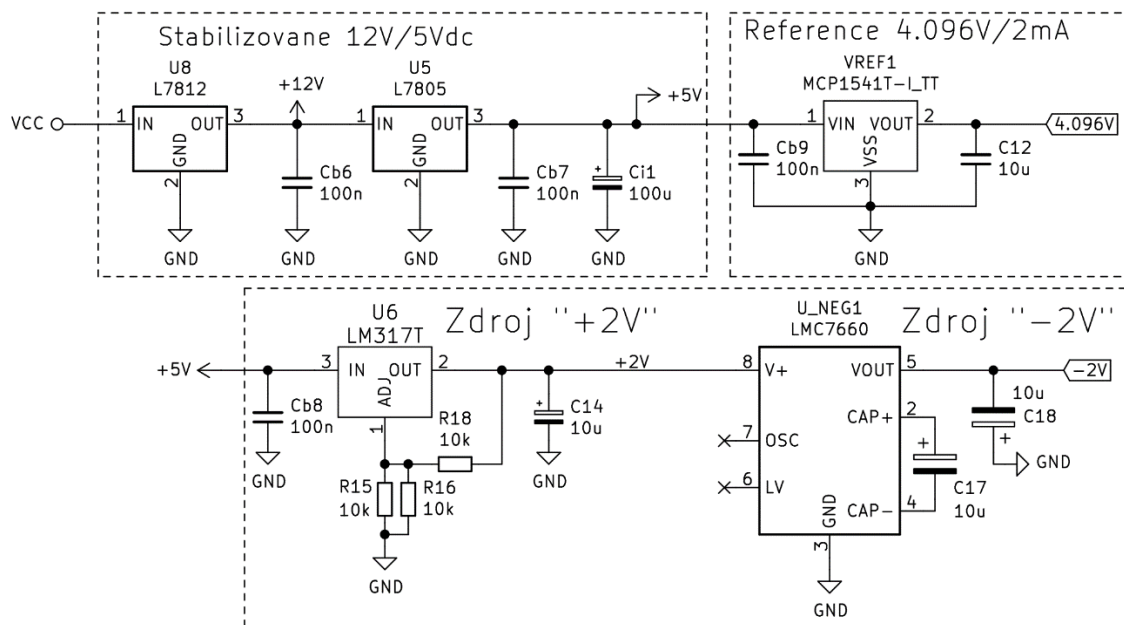 Stabilizovane 12V/5Vdc
U8
L7812
VCC
1
IN
OUT
3
GND
2
GND
+12V
Cb6
100n
GND
U5
L7805
1
IN
OUT
3
GND
2
GND
Cb7
100n
GND
Ci1
100u
GND
+
+5V
Reference 4.096V/2mA
VREF1
MCP1541T-I_TT
1
VIN
VOUT
2
VSS
3
Cb9
100n
C12
10u
4.096V
GND
Zdroj "+2V"
U6
LM317T
+5V
3
IN
OUT
2
ADJ
1
Cb8
100n
GND
R18
10k
R15
10k
R16
10k
GND
+
C14
10u
GND
+2V
Zdroj "-2V"
U_NEG1
LMC7660
8
V+
VOUT
5
7
OSC
CAP+
2
6
LV
CAP-
4
GND
3
GND
+
C17
10u
10u
C18
+
GND
-2V